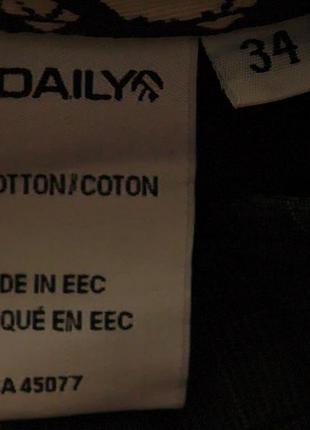 DAILY
34
OTTON/COTON
DE IN EEC
QUÉ EN EEC
A 45077